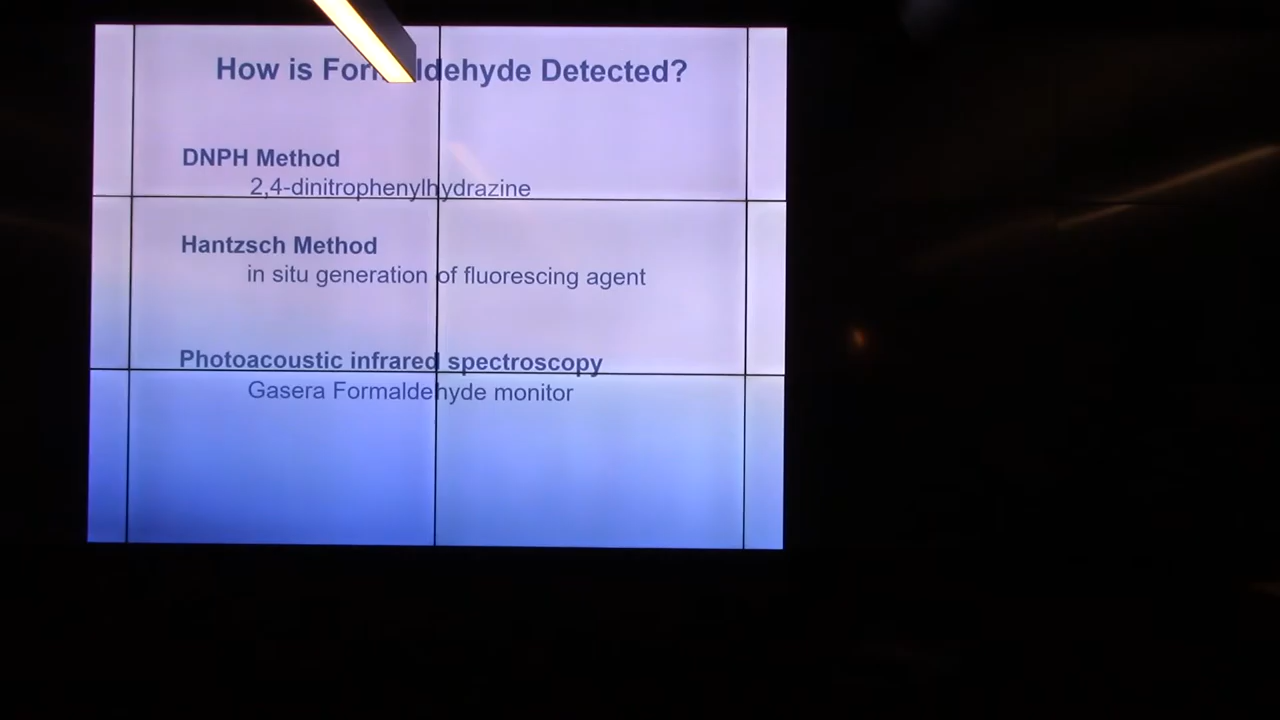 How is Formaldehyde Detected?
DNPH Method
2,4-dinitrophenylhydrazine
Hantzsch Method
in situ generation of fluorescing agent
Photoacoustic infrared spectroscopy
Gasera Formaldehyde monitor